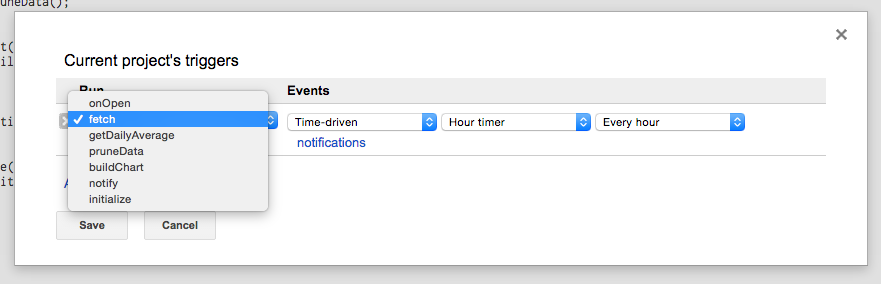 uneData();
t(
il
ti
e(
it
Current project's triggers
Run Events
onOpen
fetch
getDailyAverage
pruneData
buildChart
notify
initialize
Time-driven Hour timer Every hour
notifications
Save Cancel